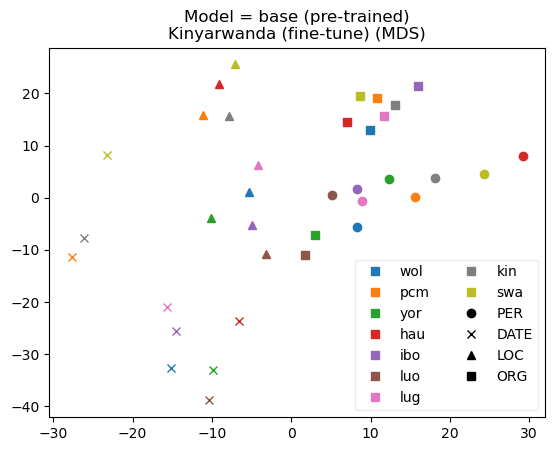 Model = base (pre-trained)
Kinyarwanda (fine-tune) (MDS)
20
10
0
−10
−20
−30
−40
−30
−20
−10
0
10
20
30
wol
pcm
yor
hau
ibo
luo
lug
kin
swa
PER
DATE
LOC
ORG